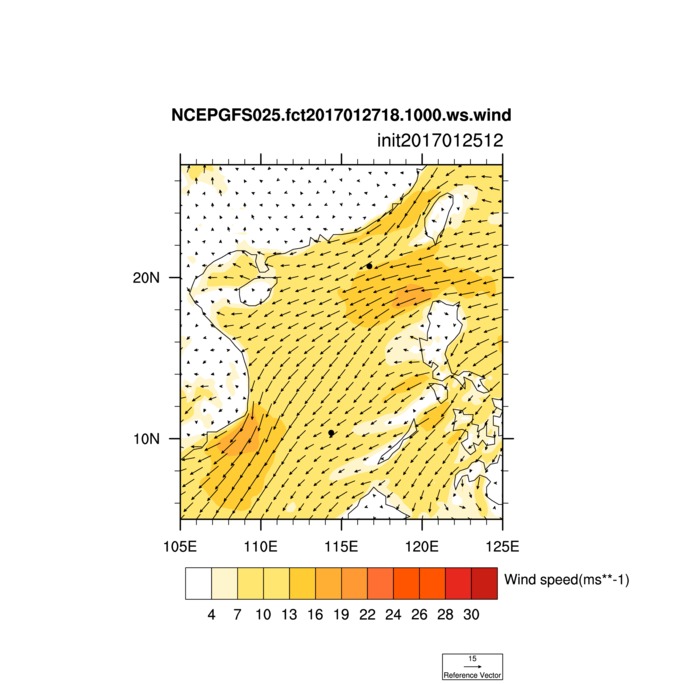 NCEPGFS025.fct2017012718.1000.ws.wind
init2017012512
20N
10N
105E 110E 115E 120E 125E
Wind speed(ms**-1)
4 7 10 13 16 19 22 24 26 28 30
15
Reference Vector